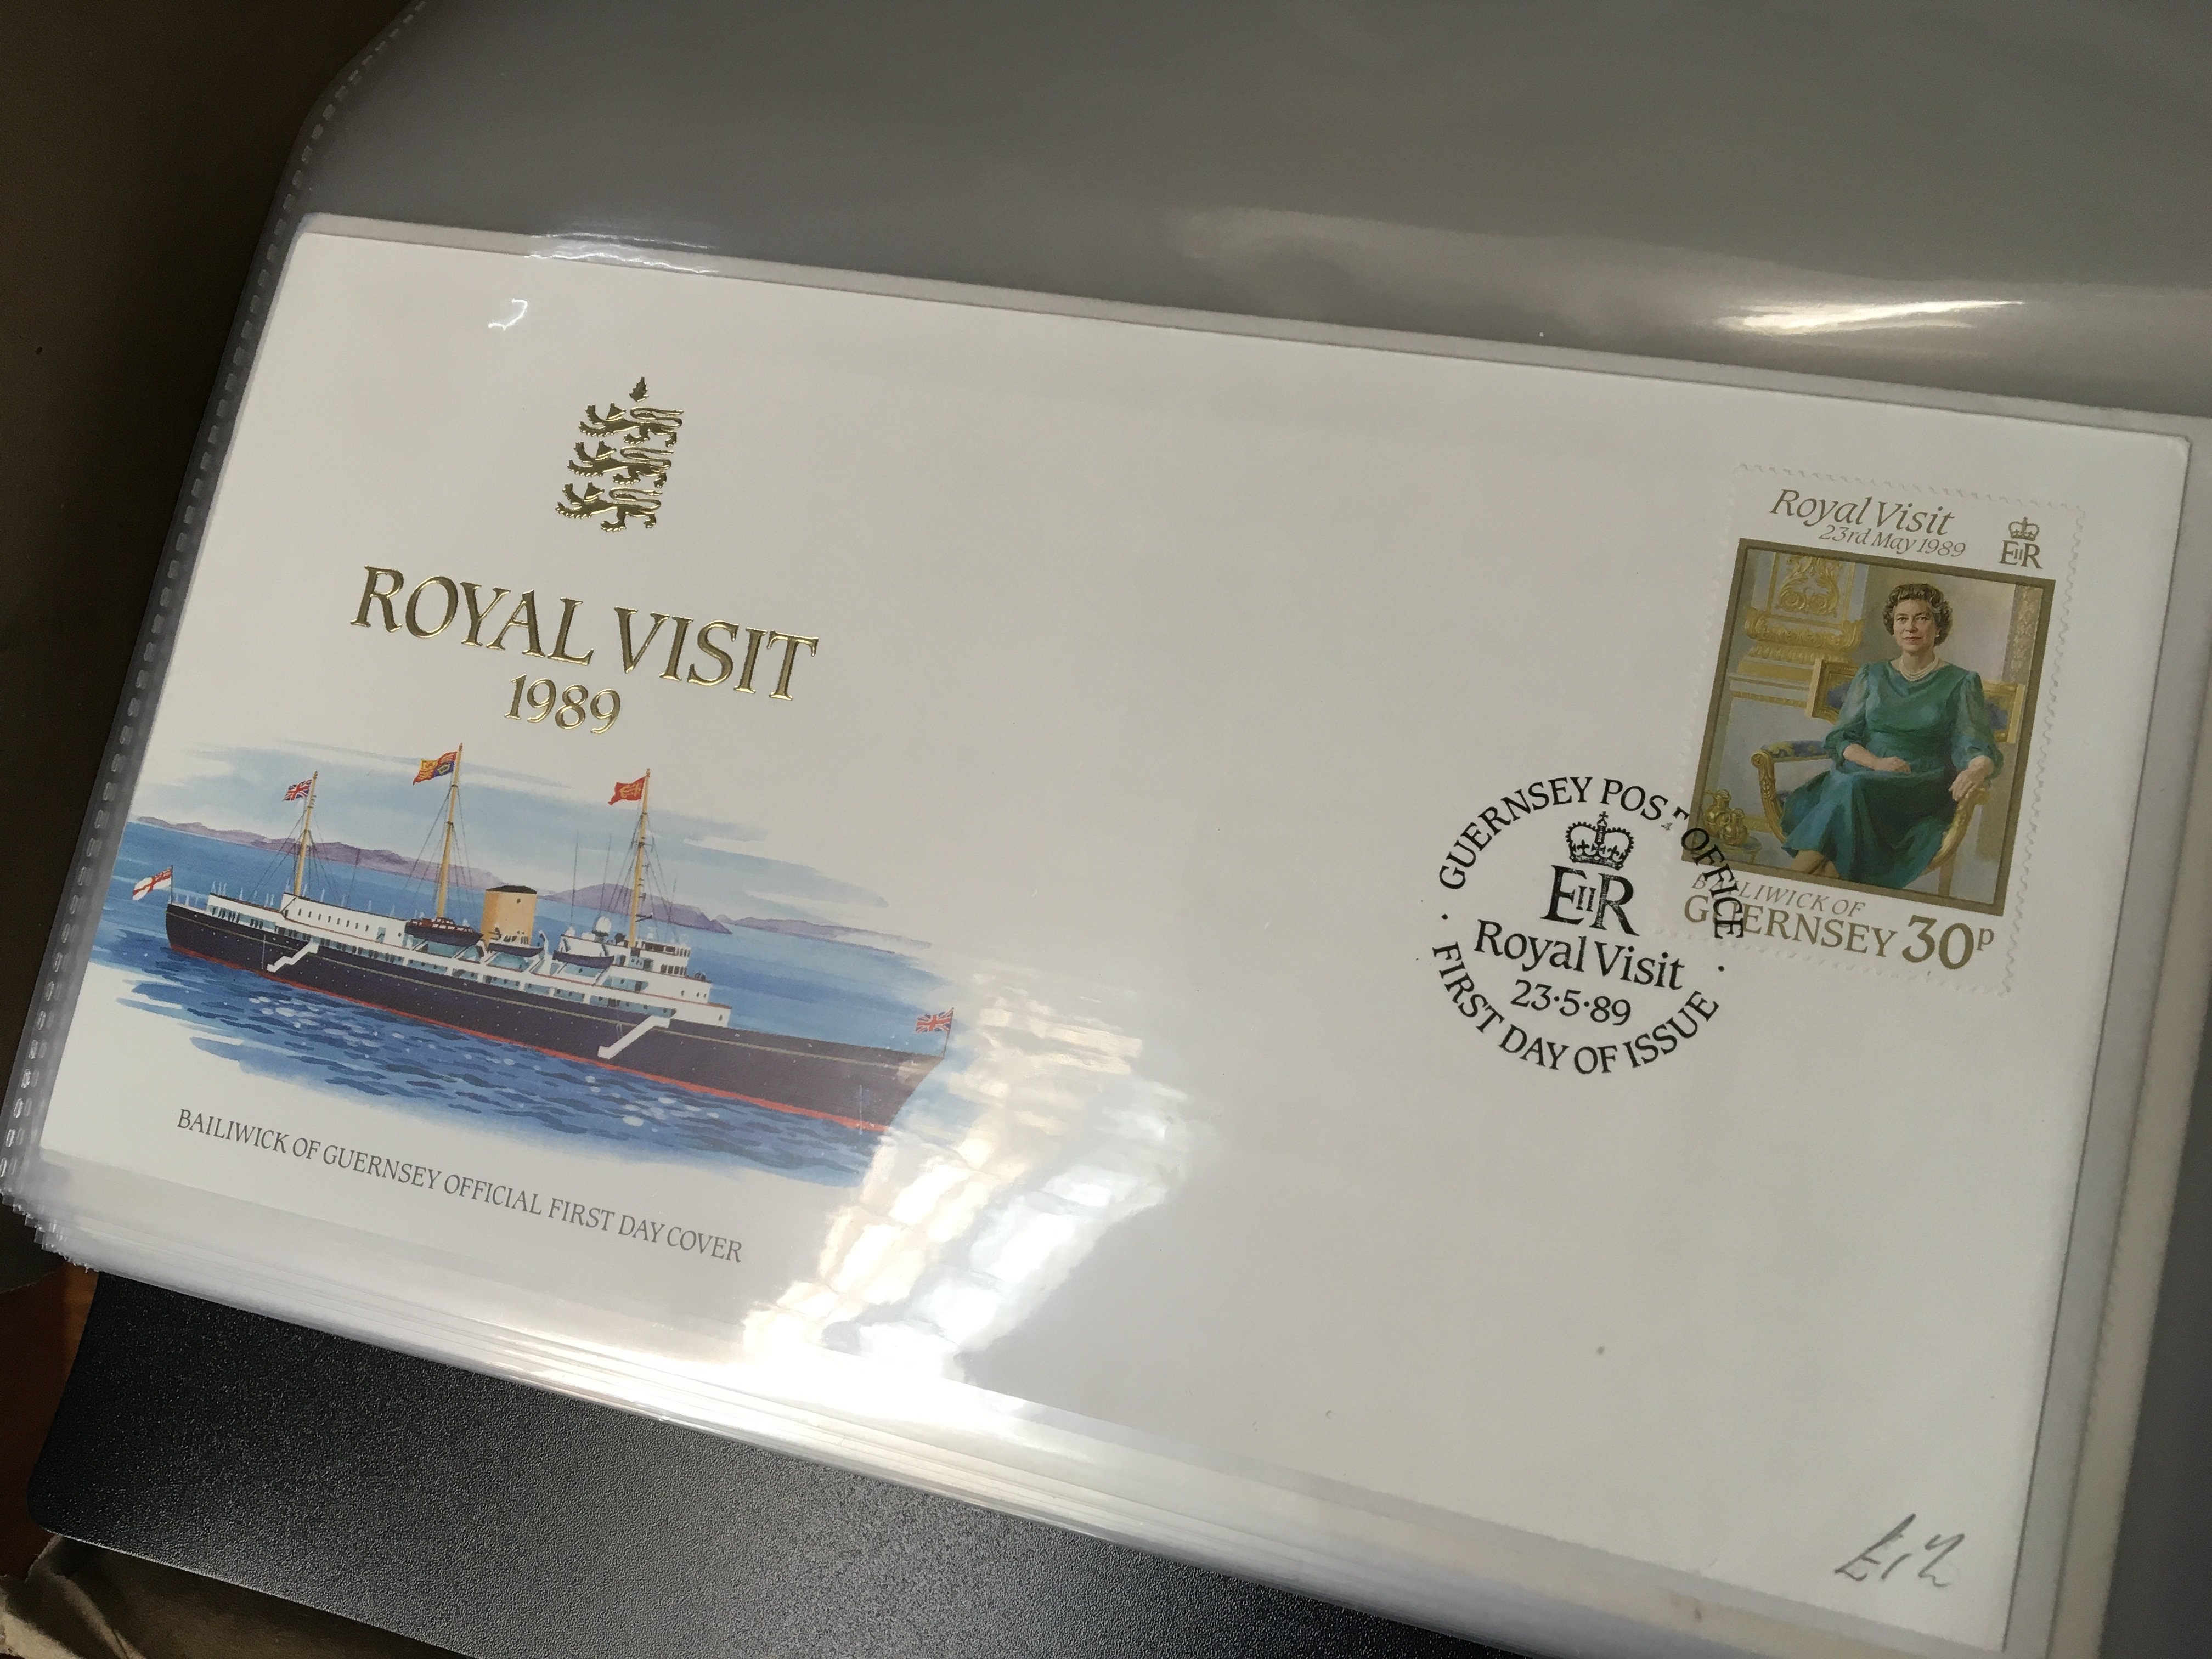 ROYAL VISIT
1989
BAILIWICK OF GUERNSEY OFFICIAL FIRST DAY COVER
Royal Visit
23rd May 1989
EIIR
BAILIWICK OF
GUERNSEY 30p
GUERNSEY POST OFFICE
EIIR
Royal Visit
23·5·89
FIRST DAY OF ISSUE
£12